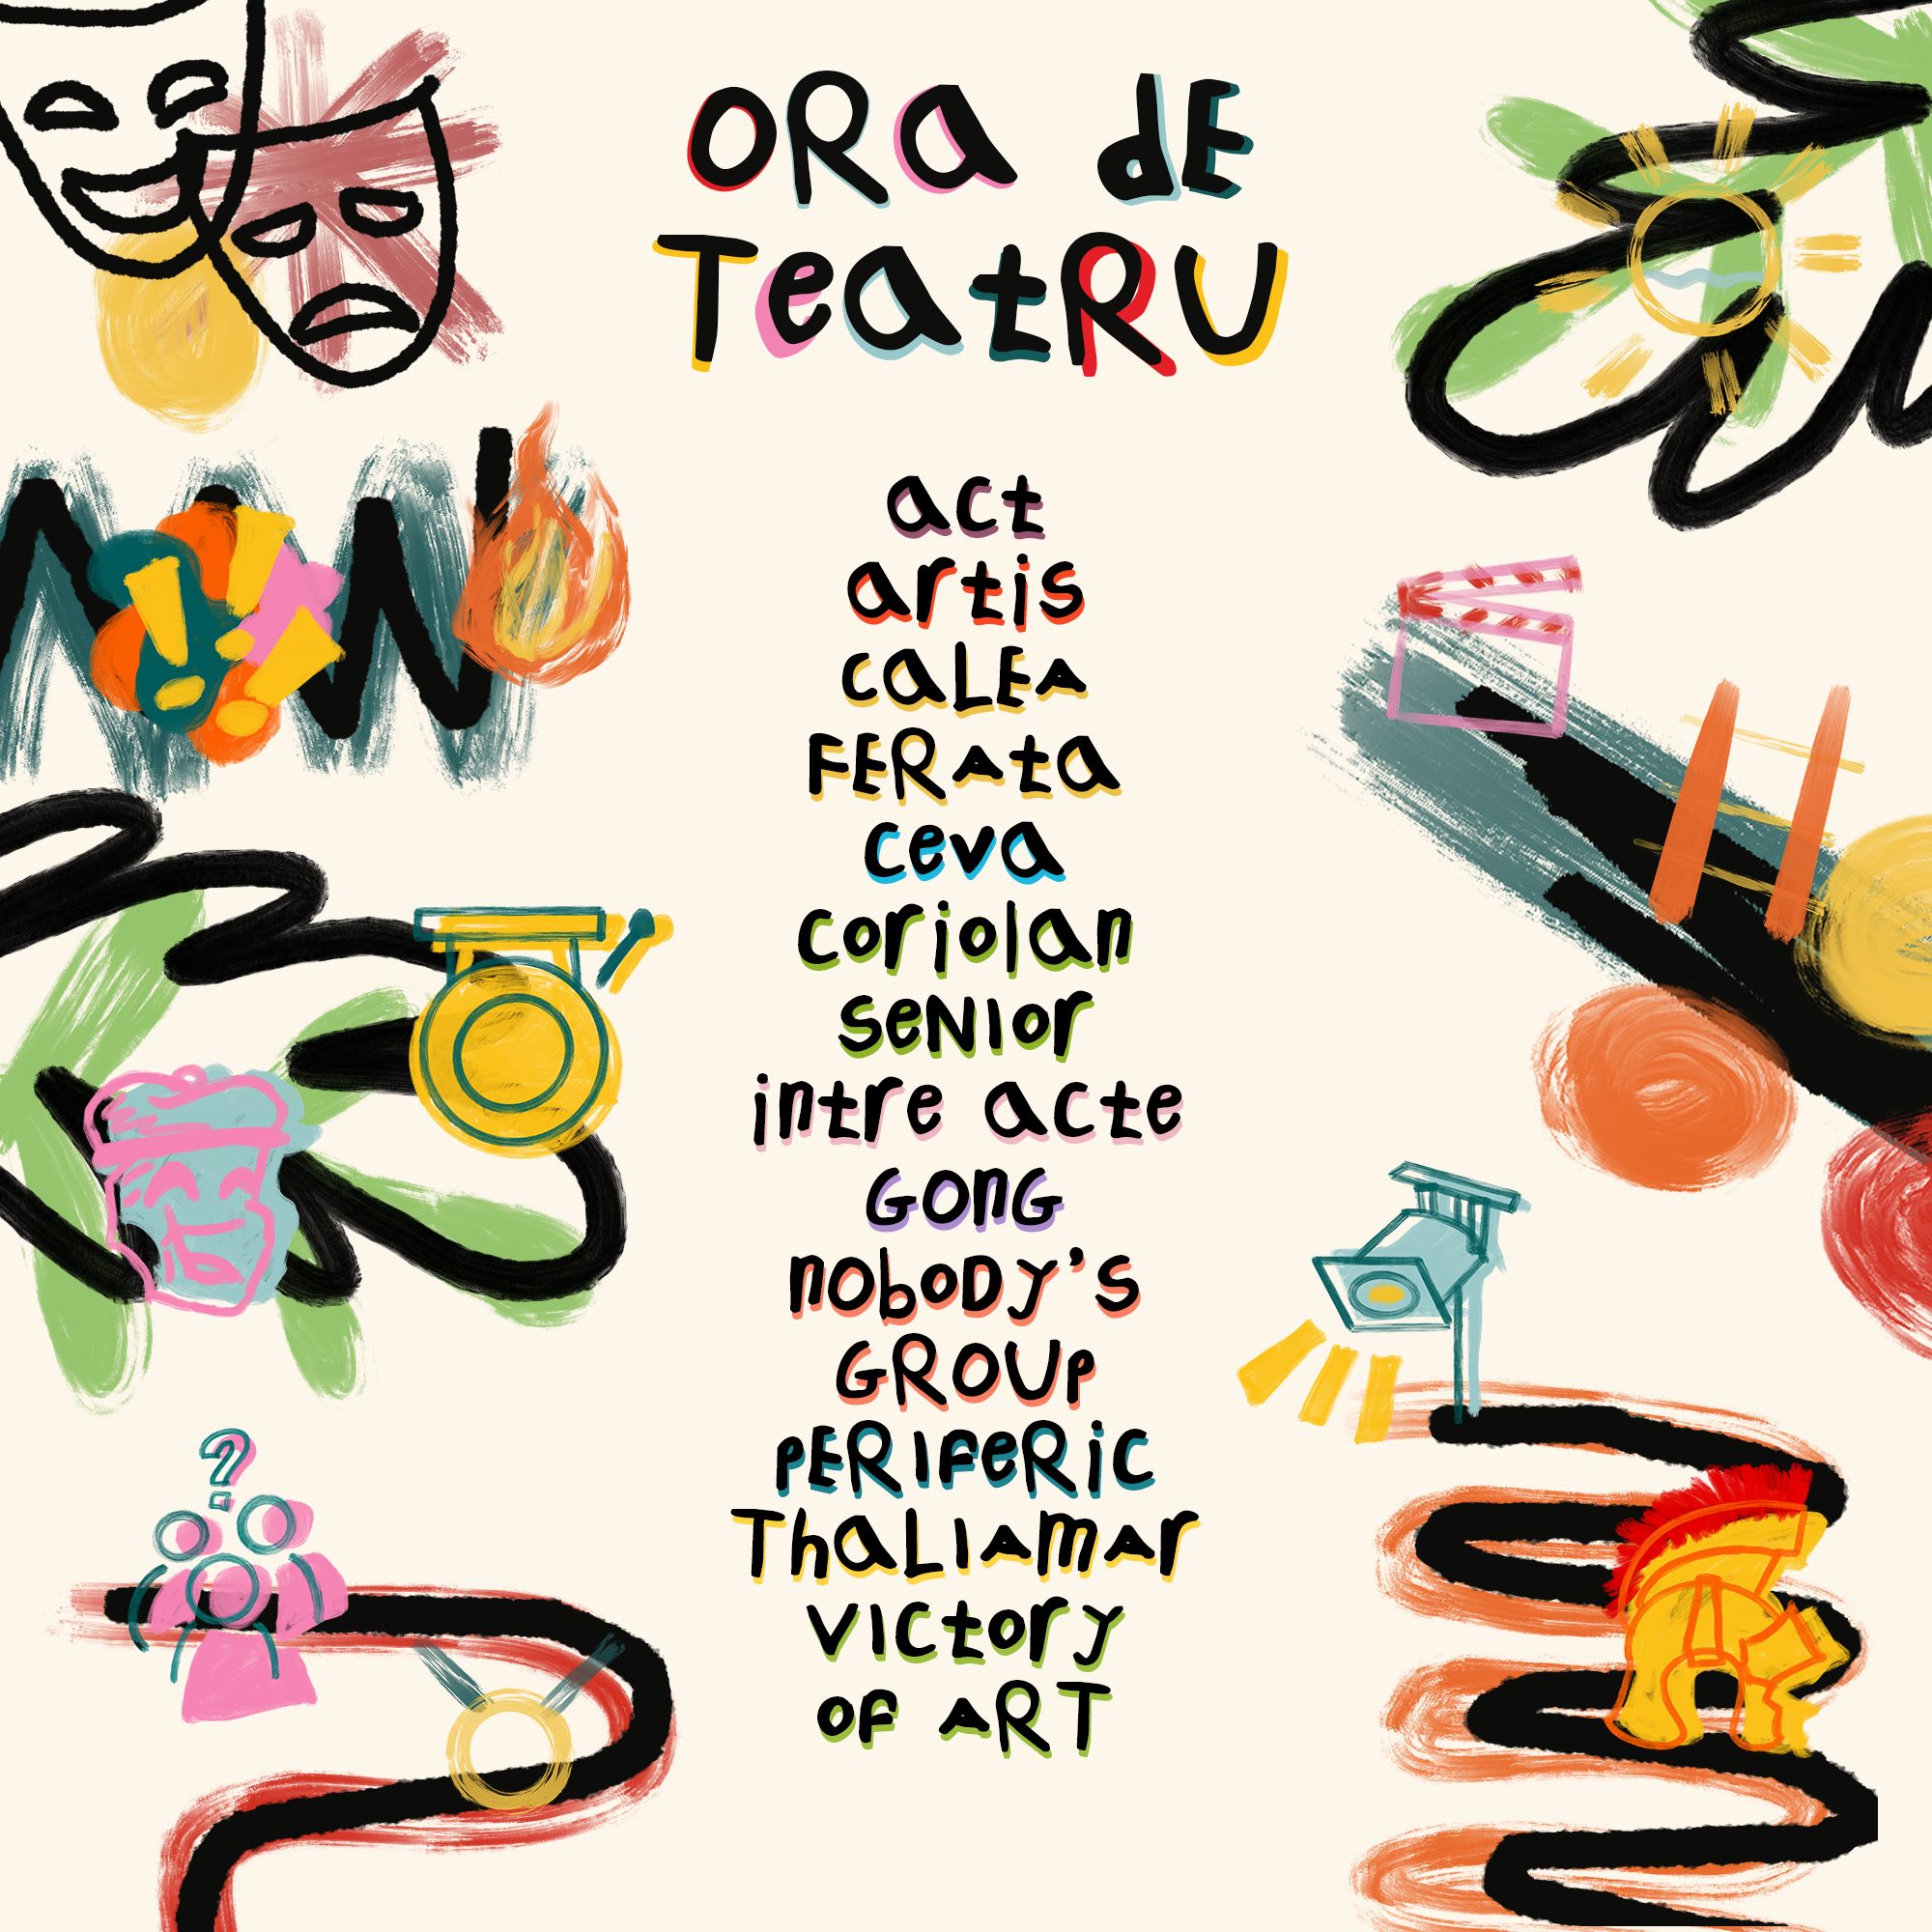 ORa dE
TeatRU
act
artis
CaLEA
FERAta
ceva
coriolan
seNIor
intre acte
GOnG
nobody's
GROUP
PERIFeRic
ThaLIAmAr
victory
OF ART
?